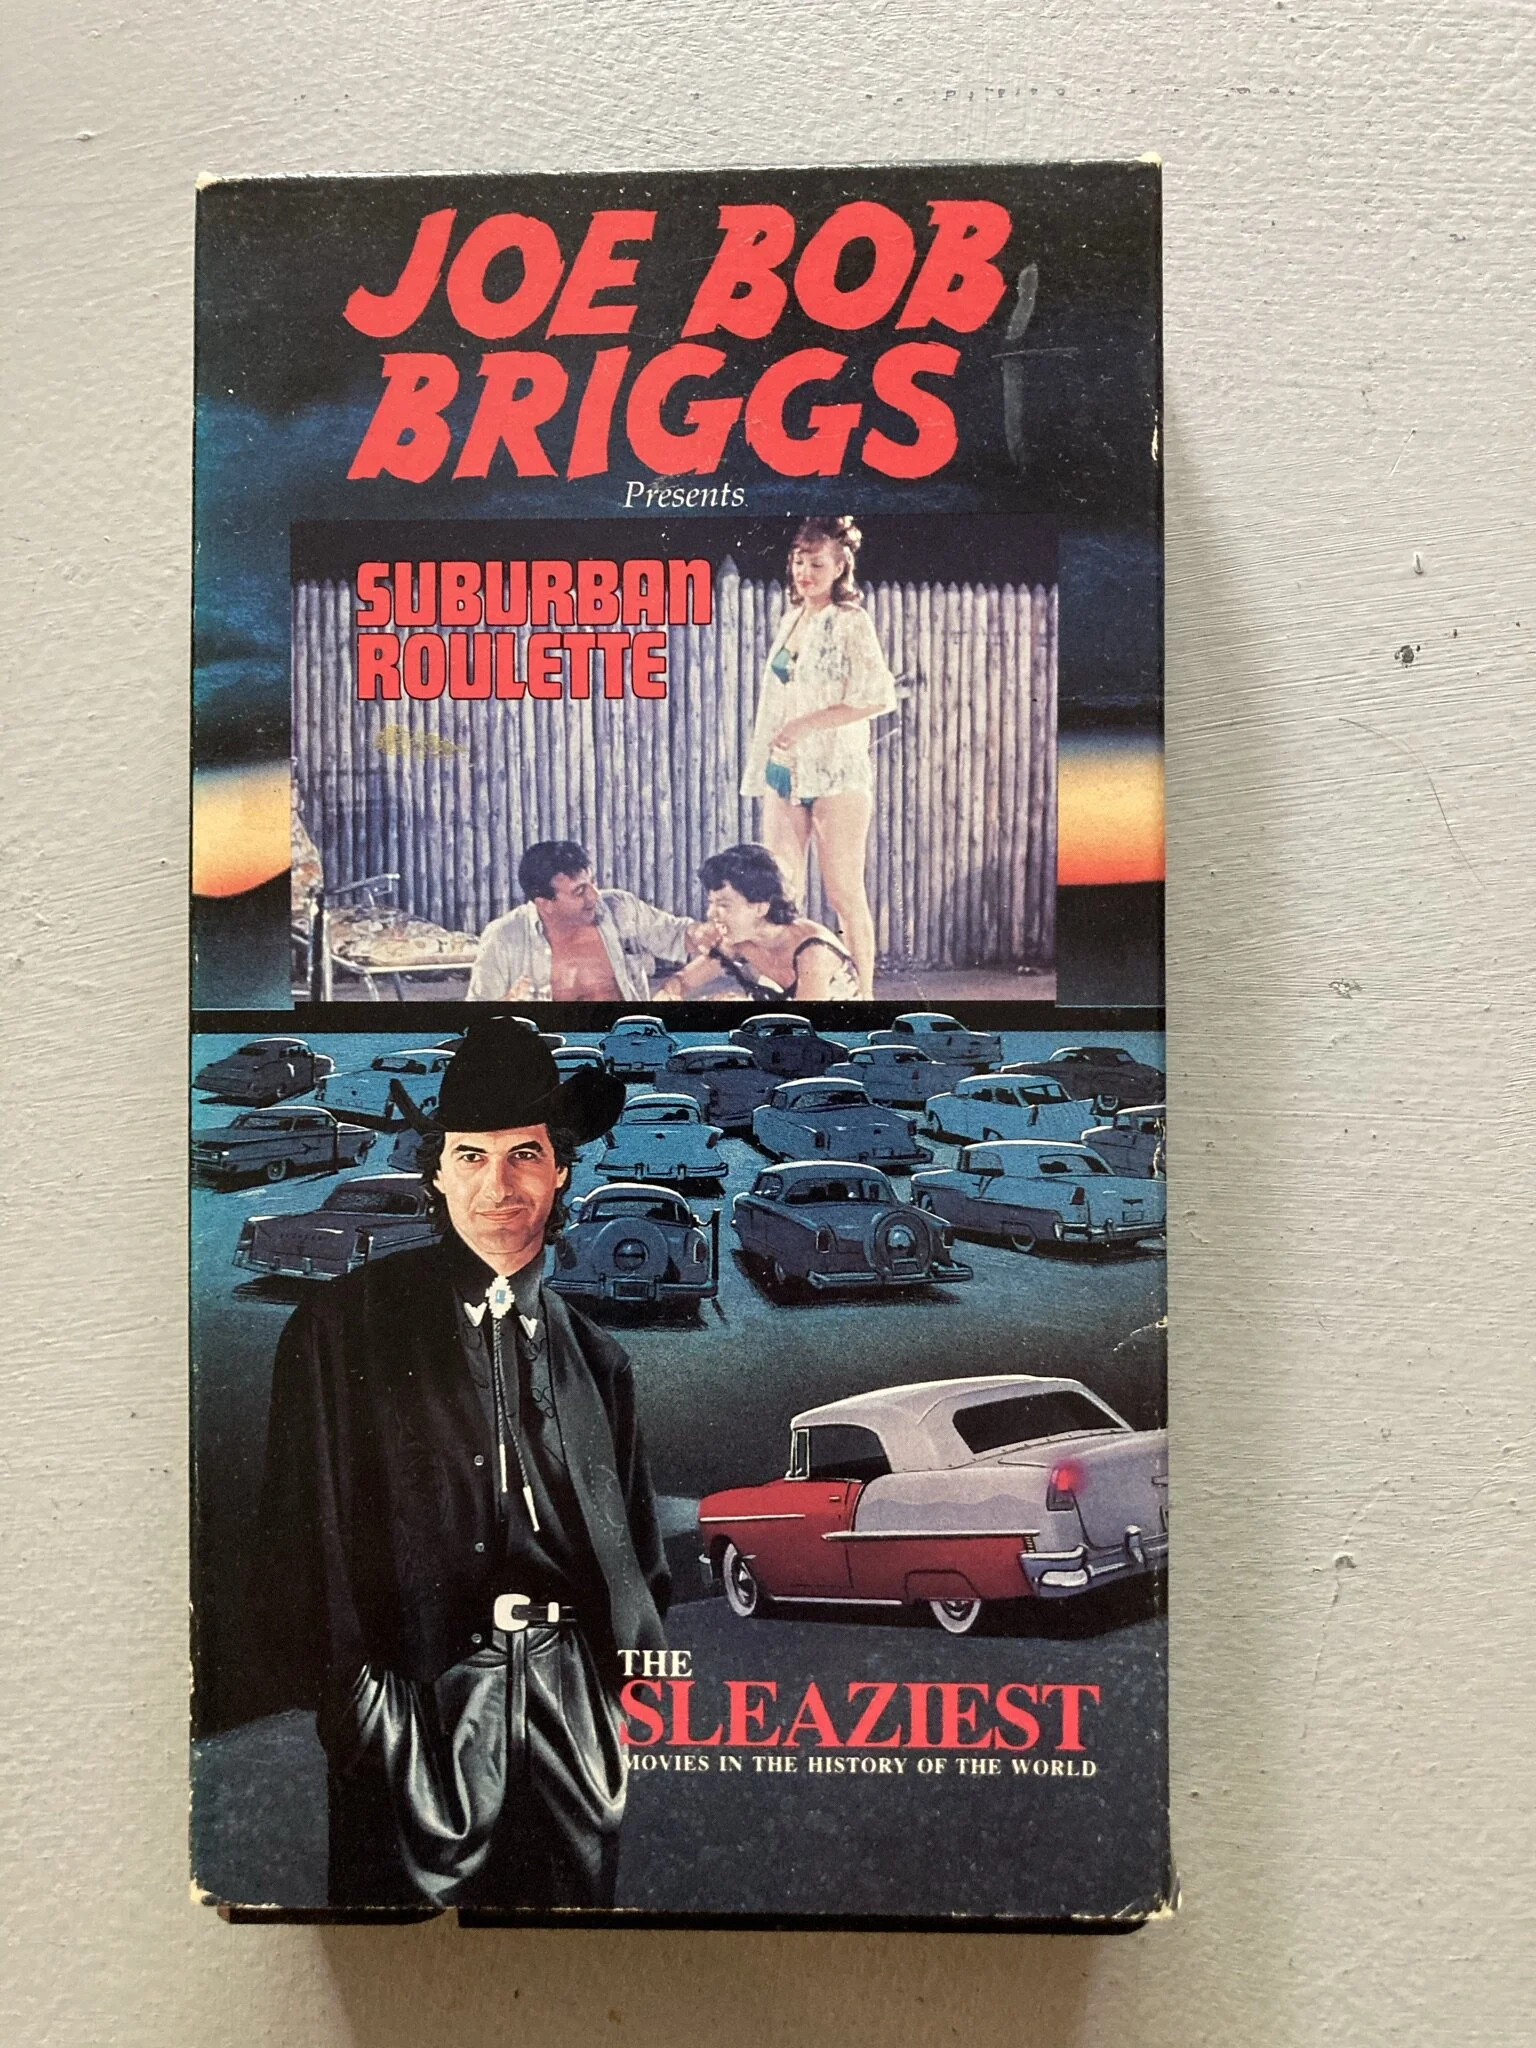 JOE BOB
BRIGGS
Presents
SUBURBAN
ROULETTE
THE
SLEAZIEST
MOVIES IN THE HISTORY OF THE WORLD